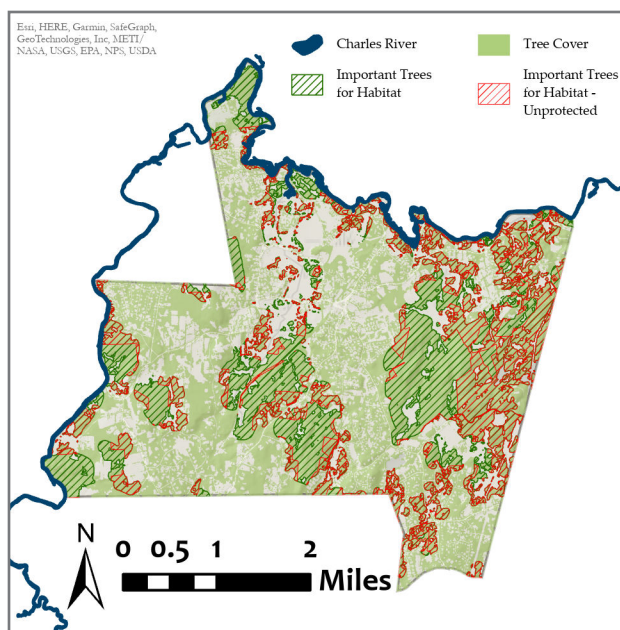 Esri, HERE, Garmin, SafeGraph,
GeoTechnologies, Inc, METI/
NASA, USGS, EPA, NPS, USDA
Charles River
Tree Cover
Important Trees
for Habitat
Important Trees
for Habitat -
Unprotected
N
0 0.5 1 2
Miles